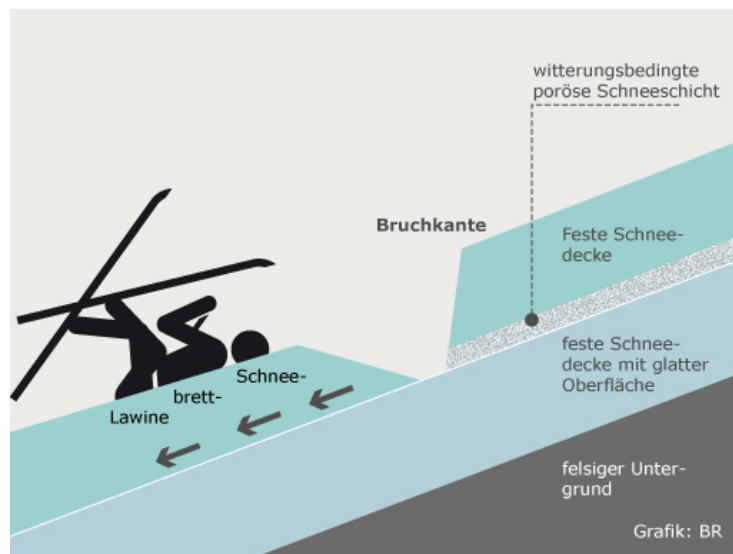 witterungsbedingte
poröse Schneeschicht
Bruchkante
Feste Schnee-
decke
feste Schnee-
decke mit glatter
Oberfläche
Schnee-
brett-
Lawine
felsiger Unter-
grund
Grafik: BR